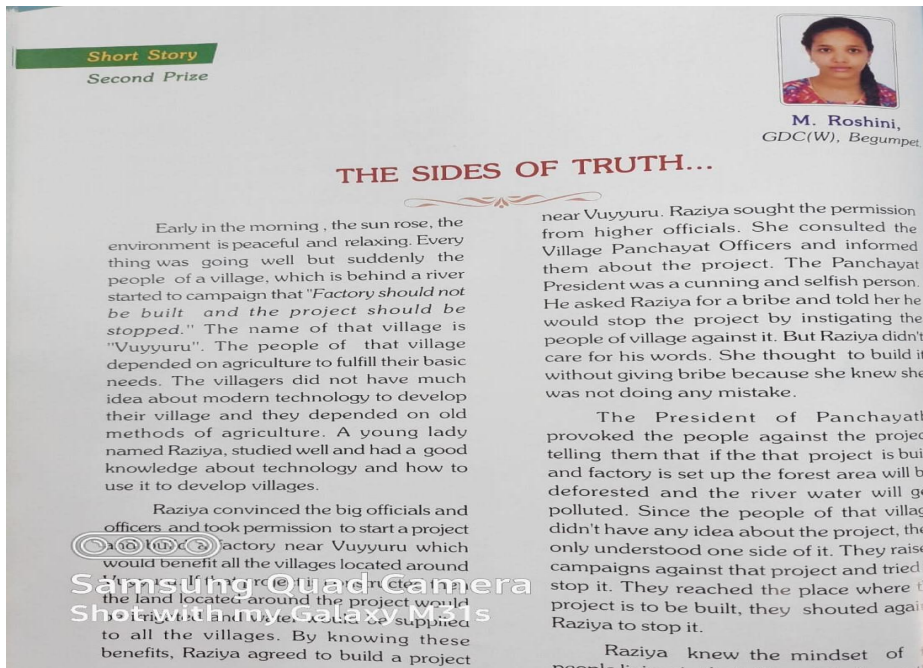 Short Story
Second Prize
M. Roshini,
GDC(W), Begumpet.
THE SIDES OF TRUTH...
Early in the morning , the sun rose, the
environment is peaceful and relaxing. Every
thing was going well but suddenly the
people of a village, which is behind a river
started to campaign that "Factory should not
be built and the project should be
stopped." The name of that village is
"Vuyyuru". The people of that village
depended on agriculture to fulfill their basic
needs. The villagers did not have much
idea about modern technology to develop
their village and they depended on old
methods of agriculture. A young lady
named Raziya, studied well and had a good
knowledge about technology and how to
use it to develop villages.
Raziya convinced the big officials and
officers and took permission to start a project
and build a factory near Vuyyuru which
would benefit all the villages located around
the land located around the project would
be irrigated and water would be supplied
to all the villages. By knowing these
benefits, Raziya agreed to build a project
near Vuyyuru. Raziya sought the permission
from higher officials. She consulted the
Village Panchayat Officers and informed
them about the project. The Panchayat
President was a cunning and selfish person.
He asked Raziya for a bribe and told her he
would stop the project by instigating the
people of village against it. But Raziya didn't
care for his words. She thought to build it
without giving bribe because she knew she
was not doing any mistake.
The President of Panchayath
provoked the people against the projec
telling them that if the that project is bui
and factory is set up the forest area will b
deforested and the river water will ge
polluted. Since the people of that villag
didn't have any idea about the project, the
only understood one side of it. They raise
campaigns against that project and tried
stop it. They reached the place where t
project is to be built, they shouted agai
Raziya to stop it.
Raziya knew the mindset of
Samsung Quad Camera
Shot with my Galaxy M31s